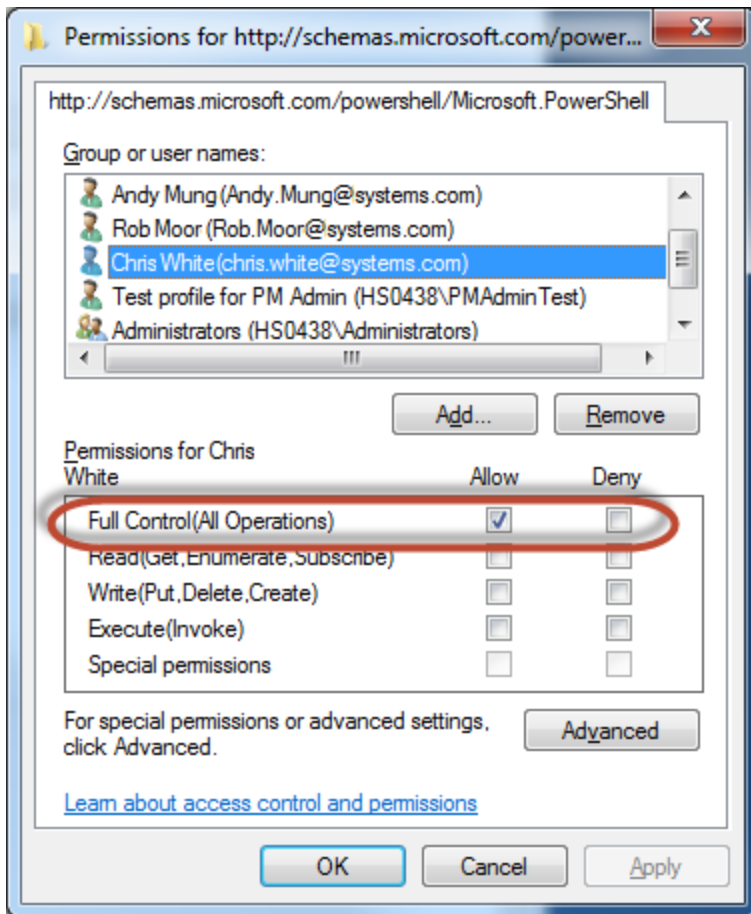 Permissions for http://schemas.microsoft.com/power...
http://schemas.microsoft.com/powershell/Microsoft.PowerShell
Group or user names:
Andy Mung (Andy.Mung@systems.com)
Rob Moor (Rob.Moor@systems.com)
Chris White(chris.white@systems.com)
Test profile for PM Admin (HS0438\PMAdminTest)
Administrators (HS0438\Administrators)
Add... Remove
Permissions for Chris
White Allow Deny
Full Control(All Operations)
Read(Get,Enumerate,Subscribe)
Write(Put,Delete,Create)
Execute(Invoke)
Special permissions
For special permissions or advanced settings,
click Advanced. Advanced
Learn about access control and permissions
OK Cancel Apply